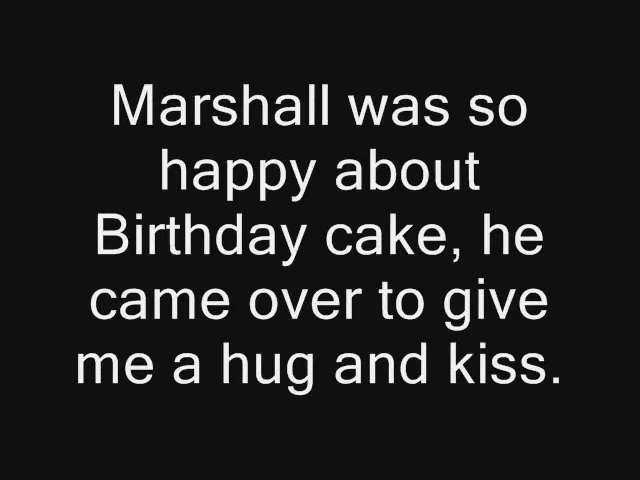 Marshall was so
happy about
Birthday cake, he
came over to give
me a hug and kiss.